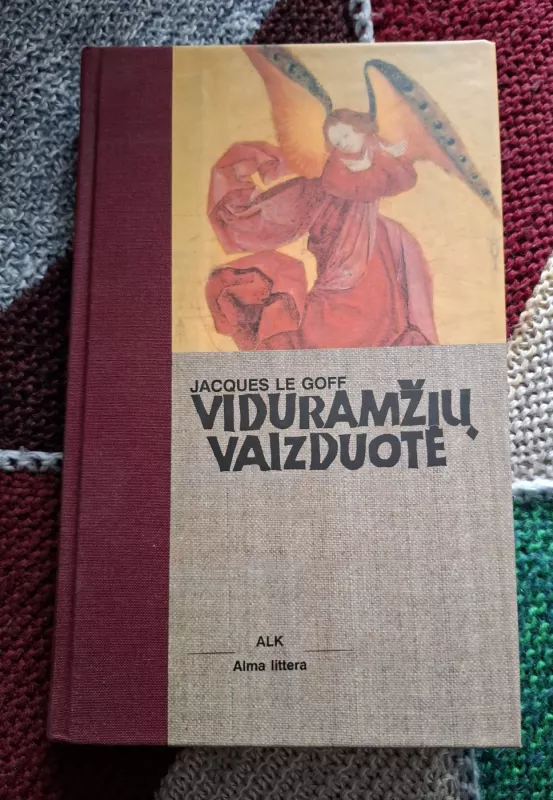 JACQUES LE GOFF
VIDURAMŽIŲ
VAIZDUOTĖ
ALK
Alma littera